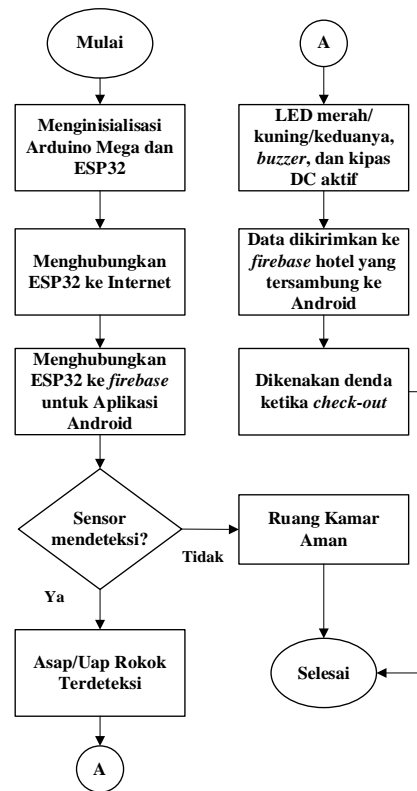 Mulai
Menginisialisasi
Arduino Mega dan
ESP32
Menghubungkan
ESP32 ke Internet
Menghubungkan
ESP32 ke firebase
untuk Aplikasi
Android
Sensor
mendeteksi?
Tidak
Ya
Asap/Uap Rokok
Terdeteksi
A
A
LED merah/
kuning/keduanya,
buzzer, dan kipas
DC aktif
Data dikirimkan ke
firebase hotel yang
tersambung ke
Android
Dikenakan denda
ketika check-out
Ruang Kamar
Aman
Selesai